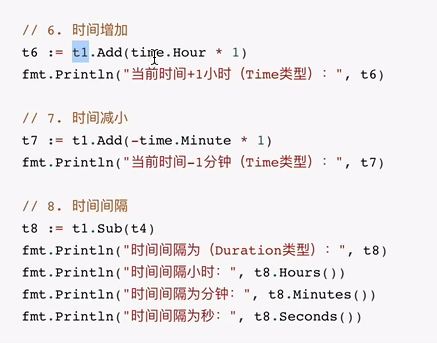 // 6. 时间增加
t6 := t1.Add(time.Hour * 1)
fmt.Println("当前时间+1小时（Time类型）：", t6)
// 7. 时间减小
t7 := t1.Add(-time.Minute * 1)
fmt.Println("当前时间-1分钟（Time类型）：", t7)
// 8. 时间间隔
t8 := t1.Sub(t4)
fmt.Println("时间间隔为（Duration类型）：", t8)
fmt.Println("时间间隔小时：", t8.Hours())
fmt.Println("时间间隔为分钟：", t8.Minutes())
fmt.Println("时间间隔为秒：", t8.Seconds())